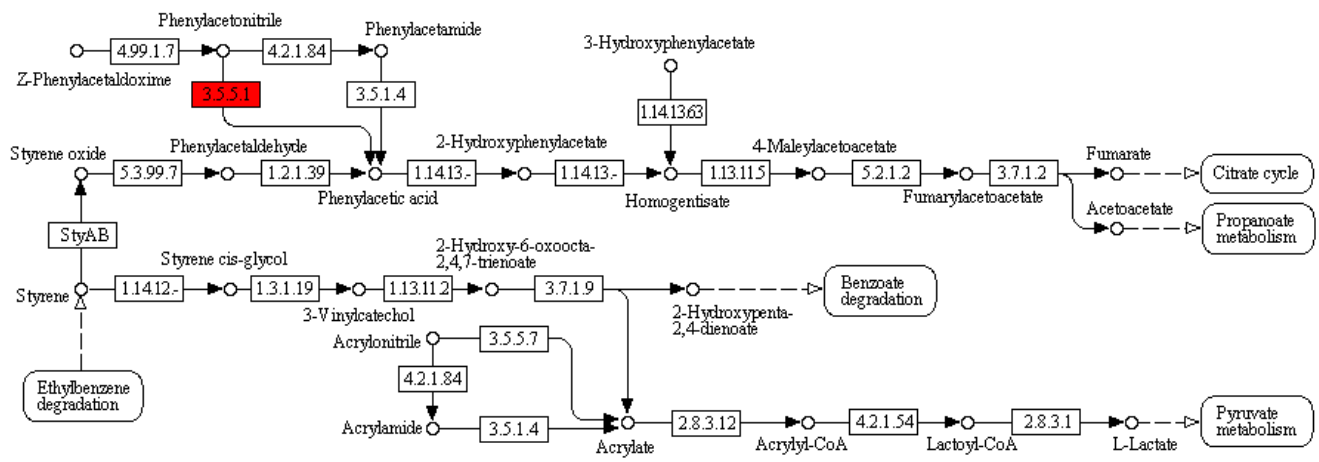 Phenylacetonitrile
Phenylacetamide
4.99.1.7
4.2.1.84
3-Hydroxyphenylacetate
Z-Phenylacetaldoxime
3.5.5.1
3.5.1.4
1.14.13.63
Phenylacetaldehyde
2-Hydroxyphenylacetate
4-Maleylacetoacetate
Fumarate
Styrene oxide
5.3.99.7
1.2.1.39
1.14.13.-
1.14.13.-
1.13.11.5
5.2.1.2
3.7.1.2
Citrate cycle
Phenylacetic acid
Homogentisate
Fumarylacetoacetate
Acetoacetate
Propanoate
metabolism
StyAB
Styrene cis-glycol
2-Hydroxy-6-oxoocta-
2,4,7-trienoate
Styrene
1.14.12.-
1.3.1.19
1.13.11.2
3.7.1.9
Benzoate
degradation
3-Vinylcatechol
2-Hydroxypenta-
2,4-dienoate
Acrylonitrile
3.5.5.7
4.2.1.84
Ethylbenzene
degradation
Acrylamide
3.5.1.4
Acrylate
2.8.3.12
Acrylyl-CoA
4.2.1.54
Lactoyl-CoA
2.8.3.1
L-Lactate
Pyruvate
metabolism